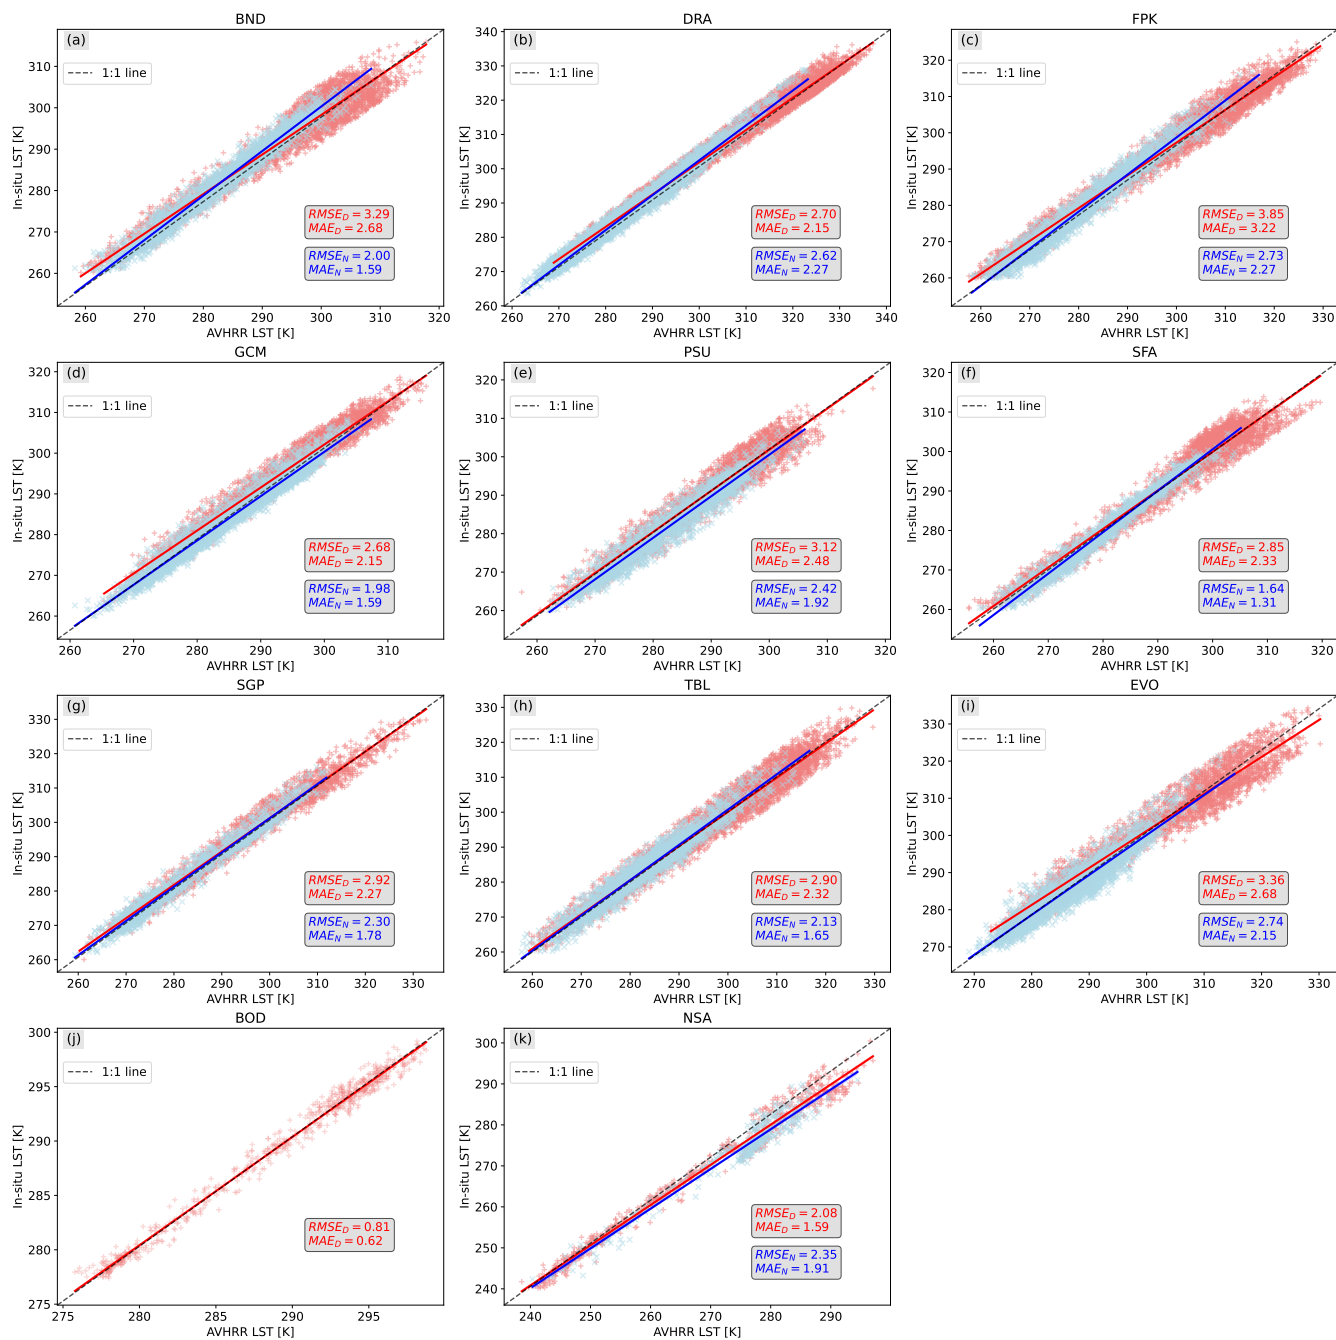 BND
(a)
1:1 line
In-situ LST [K]
310
300
290
280
270
260
RMSE_D = 3.29
MAE_D = 2.68
RMSE_N = 2.00
MAE_N = 1.59
260 270 280 290 300 310 320
AVHRR LST [K]
DRA
(b)
1:1 line
In-situ LST [K]
340
330
320
310
300
290
280
270
260
RMSE_D = 2.70
MAE_D = 2.15
RMSE_N = 2.62
MAE_N = 2.27
260 270 280 290 300 310 320 330 340
AVHRR LST [K]
FPK
(c)
1:1 line
In-situ LST [K]
320
310
300
290
280
270
260
RMSE_D = 3.85
MAE_D = 3.22
RMSE_N = 2.73
MAE_N = 2.27
260 270 280 290 300 310 320 330
AVHRR LST [K]
GCM
(d)
1:1 line
In-situ LST [K]
320
310
300
290
280
270
260
RMSE_D = 2.68
MAE_D = 2.15
RMSE_N = 1.98
MAE_N = 1.59
260 270 280 290 300 310
AVHRR LST [K]
PSU
(e)
1:1 line
In-situ LST [K]
320
310
300
290
280
270
260
RMSE_D = 3.12
MAE_D = 2.48
RMSE_N = 2.42
MAE_N = 1.92
260 270 280 290 300 310 320
AVHRR LST [K]
SFA
(f)
1:1 line
In-situ LST [K]
320
310
300
290
280
270
260
RMSE_D = 2.85
MAE_D = 2.33
RMSE_N = 1.64
MAE_N = 1.31
260 270 280 290 300 310 320
AVHRR LST [K]
SGP
(g)
1:1 line
In-situ LST [K]
330
320
310
300
290
280
270
260
RMSE_D = 2.92
MAE_D = 2.27
RMSE_N = 2.30
MAE_N = 1.78
260 270 280 290 300 310 320 330
AVHRR LST [K]
TBL
(h)
1:1 line
In-situ LST [K]
330
320
310
300
290
280
270
260
RMSE_D = 2.90
MAE_D = 2.32
RMSE_N = 2.13
MAE_N = 1.65
260 270 280 290 300 310 320 330
AVHRR LST [K]
EVO
(i)
1:1 line
In-situ LST [K]
330
320
310
300
290
280
270
RMSE_D = 3.36
MAE_D = 2.68
RMSE_N = 2.74
MAE_N = 2.15
270 280 290 300 310 320 330
AVHRR LST [K]
BOD
(j)
1:1 line
In-situ LST [K]
300
295
290
285
280
275
RMSE_D = 0.81
MAE_D = 0.62
275 280 285 290 295
AVHRR LST [K]
NSA
(k)
1:1 line
In-situ LST [K]
300
290
280
270
260
250
240
RMSE_D = 2.08
MAE_D = 1.59
RMSE_N = 2.35
MAE_N = 1.91
240 250 260 270 280 290
AVHRR LST [K]